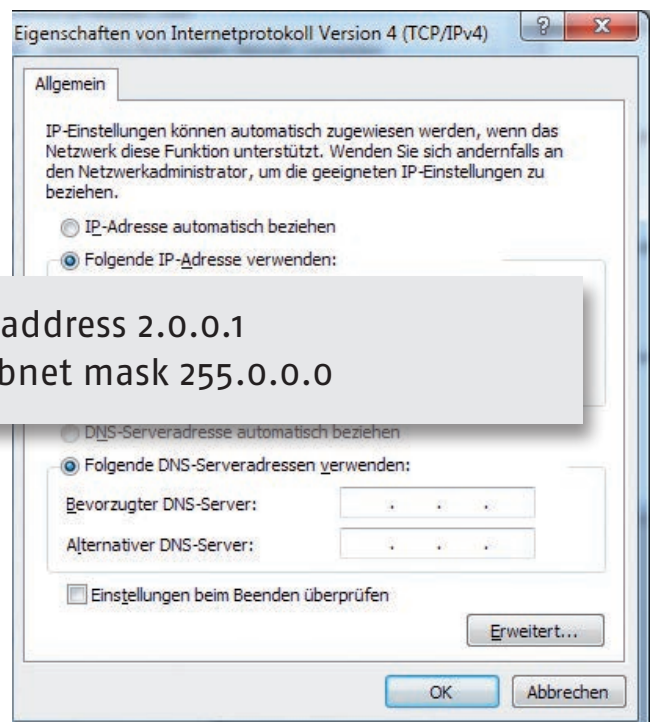 Eigenschaften von Internetprotokoll Version 4 (TCP/IPv4)
Allgemein
IP-Einstellungen können automatisch zugewiesen werden, wenn das
Netzwerk diese Funktion unterstützt. Wenden Sie sich andernfalls an
den Netzwerkadministrator, um die geeigneten IP-Einstellungen zu
beziehen.
IP-Adresse automatisch beziehen
Folgende IP-Adresse verwenden:
address 2.0.0.1
bnet mask 255.0.0.0
DNS-Serveradresse automatisch beziehen
Folgende DNS-Serveradressen verwenden:
Bevorzugter DNS-Server:
Alternativer DNS-Server:
Einstellungen beim Beenden überprüfen
Erweitert...
OK
Abbrechen